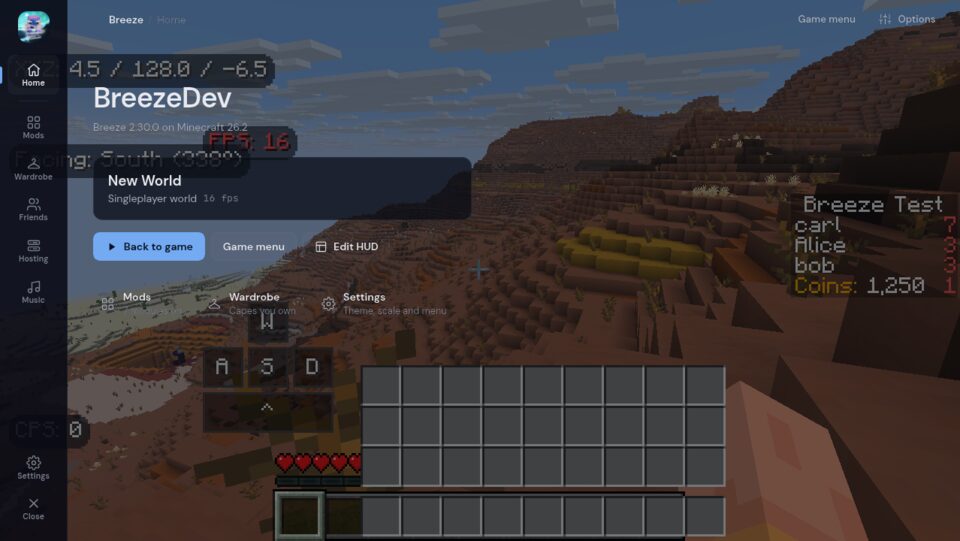 Breeze / Home
Game menu
Options
XYZ: 4.5 / 128.0 / -6.5
Home
BreezeDev
Breeze 2.30.0 on Minecraft 26.2
Mods
FPS: 16
Facing: South (338°)
Wardrobe
New World
Singleplayer world 16 fps
Friends
Breeze Test
carl 7
Alice 3
bob 3
Coins: 1,250 1
Back to game
Game menu
Edit HUD
Hosting
Music
Mods
Wardrobe
Capes you own
Settings
Theme, scale and menu
W
A S D
^
CPS: 0
Settings
Close